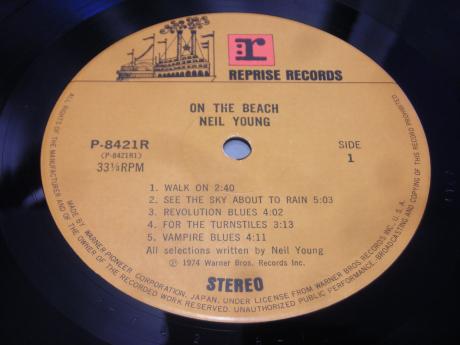 r
REPRISE RECORDS
ON THE BEACH
NEIL YOUNG
P-8421R
(P-8421R1)
33⅓RPM
SIDE
1
1. WALK ON 2:40
2. SEE THE SKY ABOUT TO RAIN 5:03
3. REVOLUTION BLUES 4:02
4. FOR THE TURNSTILES 3:13
5. VAMPIRE BLUES 4:11
All selections written by Neil Young
℗ 1974 Warner Bros. Records Inc.
STEREO
MADE BY WARNER-PIONEER CORPORATION, JAPAN, UNDER LICENSE FROM WARNER BROS RECORDS INC., U.S.A.
ALL RIGHTS OF THE MANUFACTURER AND OF THE OWNER OF THE RECORDED WORK RESERVED. UNAUTHORIZED PUBLIC PERFORMANCE, BROADCASTING AND COPYING OF THIS RECORD PROHIBITED